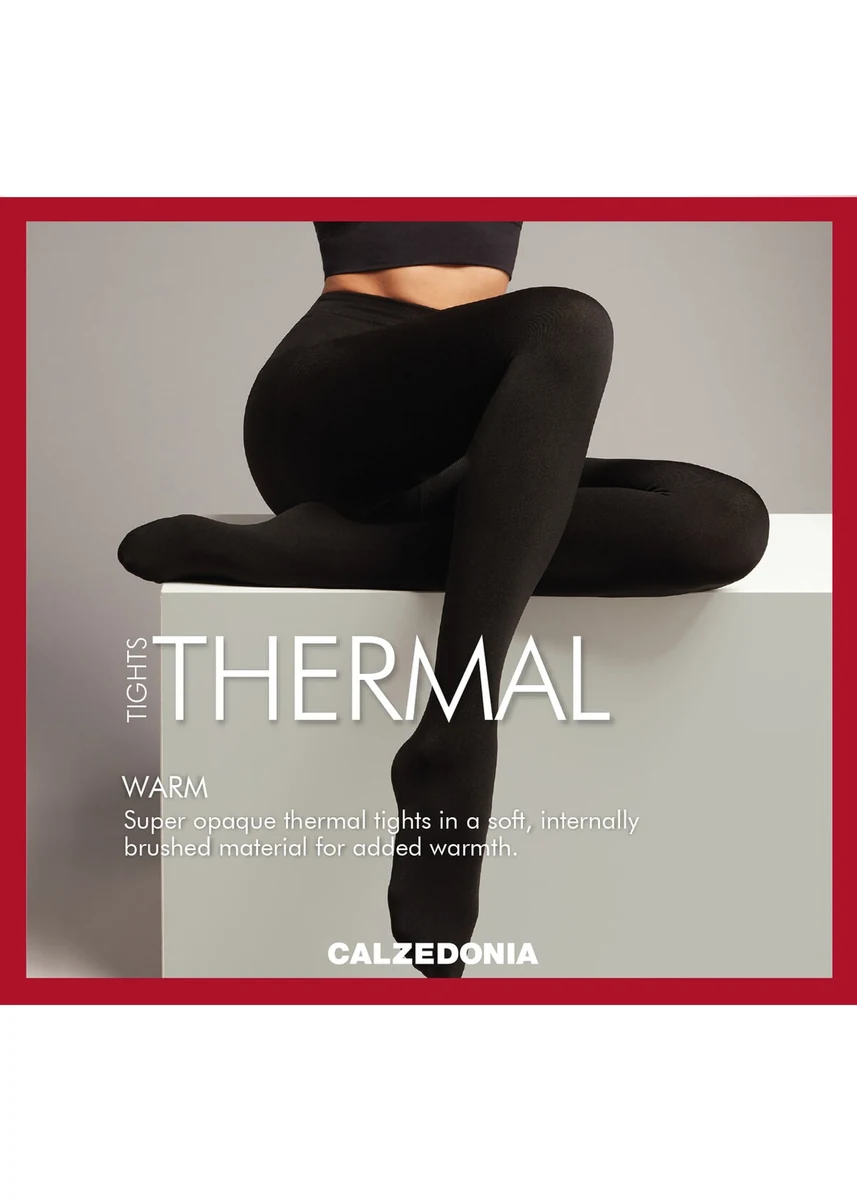 TIGHTS
THERMAL
WARM
Super opaque thermal tights in a soft, internally
brushed material for added warmth.
CALZEDONIA